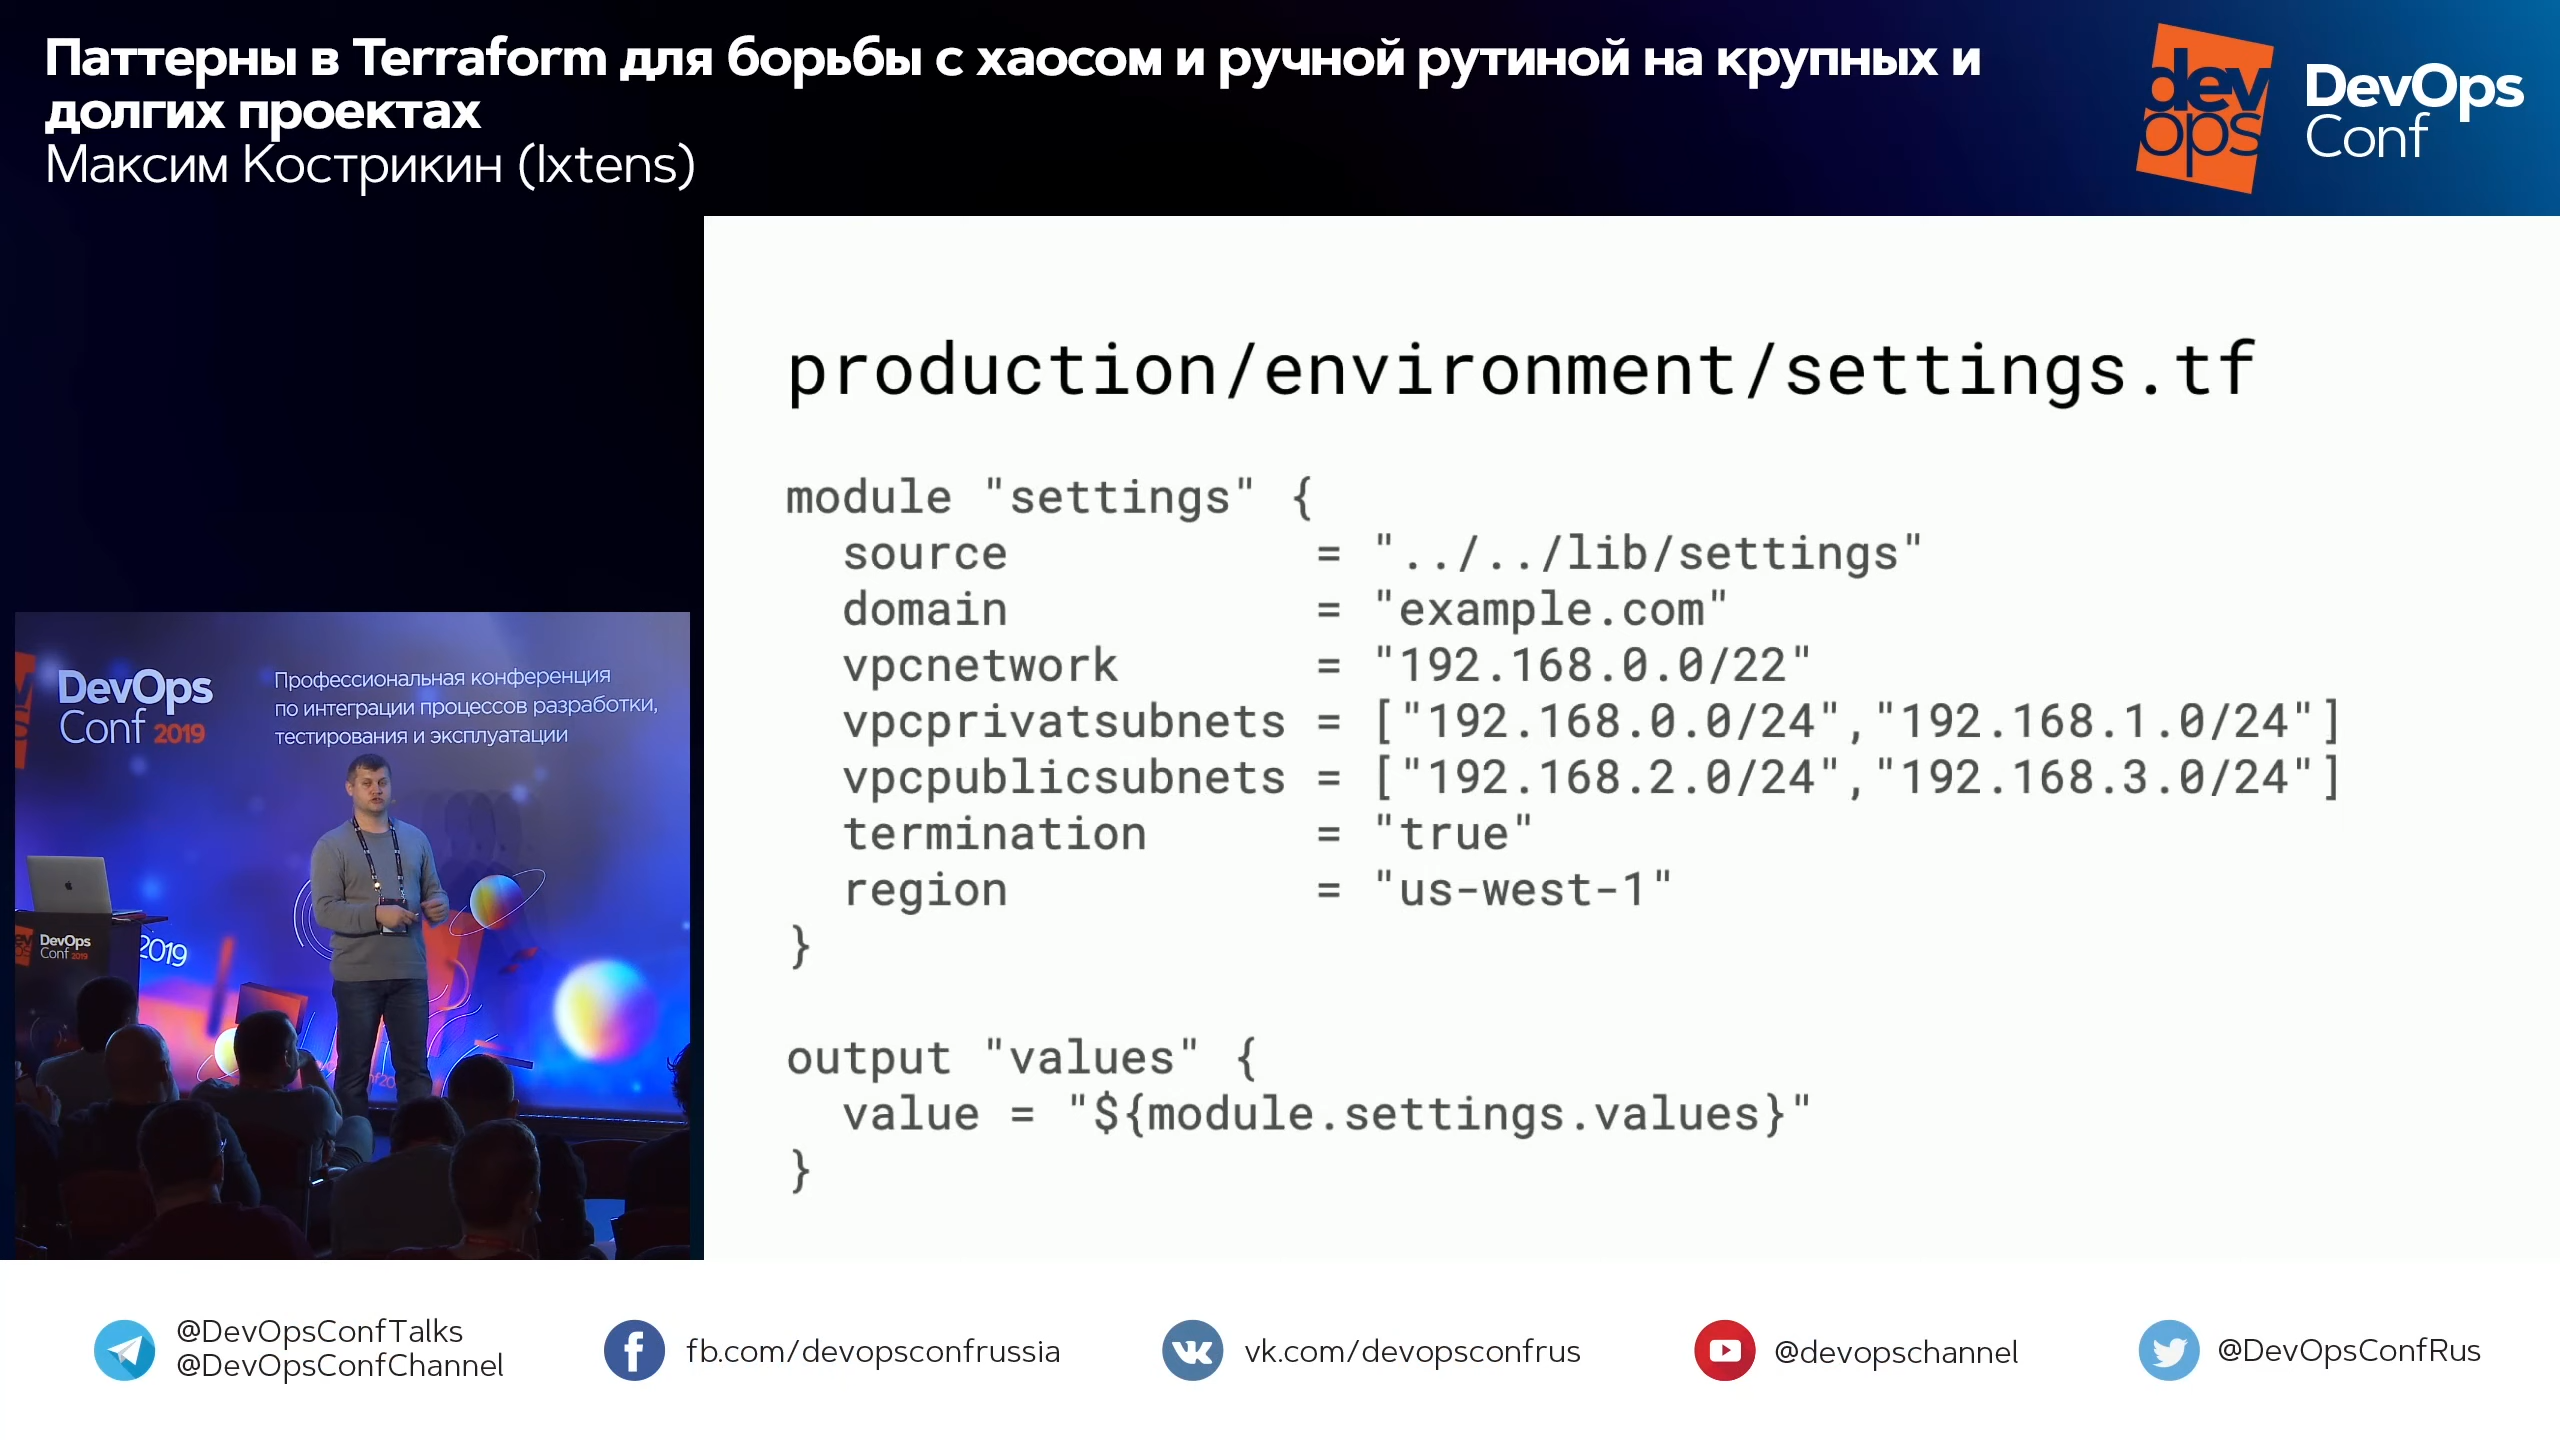 Паттерны в Terraform для борьбы с хаосом и ручной рутиной на крупных и
долгих проектах
Максим Кострикин (Ixtens)
dev
ops
DevOps
Conf
production/environment/settings.tf
module "settings" {
  source           = "../../lib/settings"
  domain           = "example.com"
  vpcnetwork       = "192.168.0.0/22"
  vpcprivatsubnets = ["192.168.0.0/24","192.168.1.0/24"]
  vpcpublicsubnets = ["192.168.2.0/24","192.168.3.0/24"]
  termination      = "true"
  region           = "us-west-1"
}
output "values" {
  value = "${module.settings.values}"
}
DevOps
Conf 2019
Профессиональная конференция
по интеграции процессов разработки,
тестирования и эксплуатации
DevOps
Conf 2019
2019
@DevOpsConfTalks
@DevOpsConfChannel
fb.com/devopsconfrussia
vk.com/devopsconfrus
@devopschannel
@DevOpsConfRus